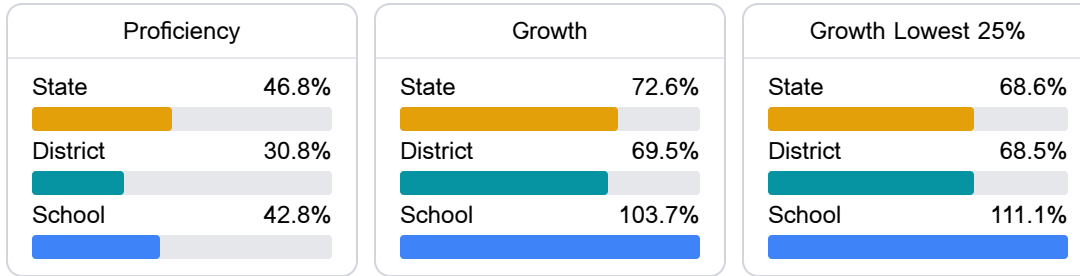 Proficiency
State 46.8%
District 30.8%
School 42.8%
Growth
State 72.6%
District 69.5%
School 103.7%
Growth Lowest 25%
State 68.6%
District 68.5%
School 111.1%